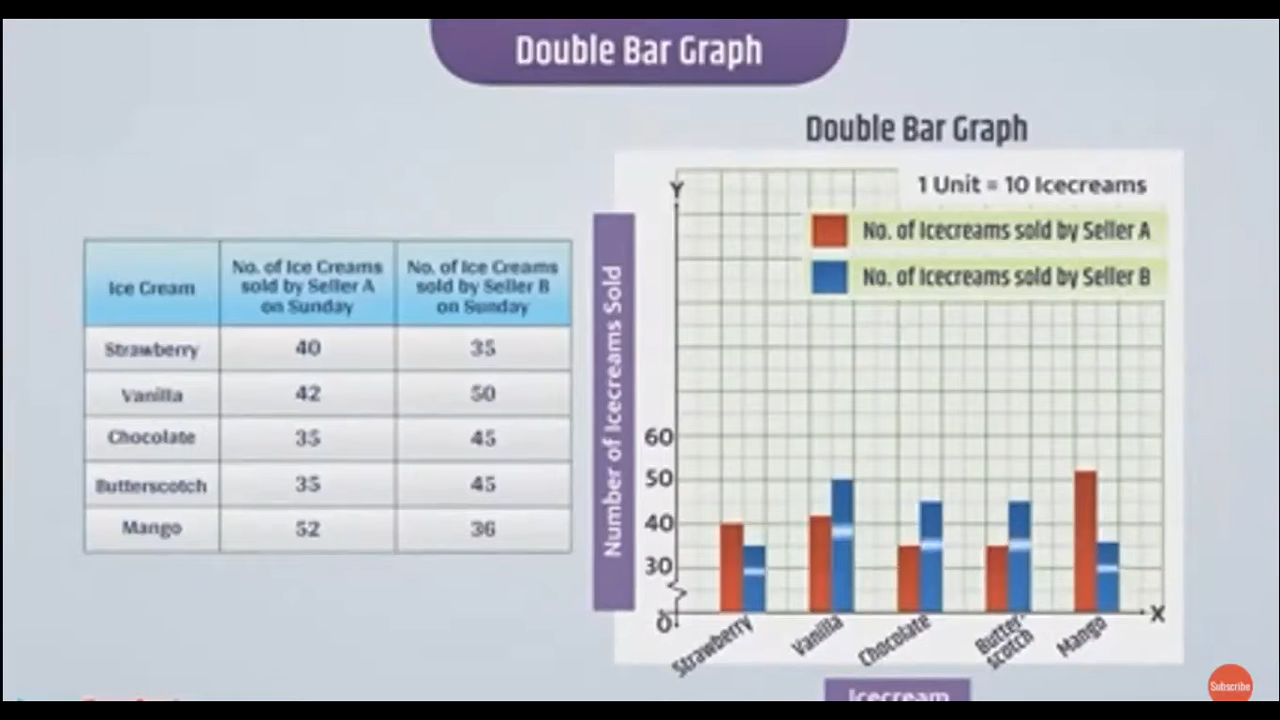 Double Bar Graph
Double Bar Graph
1 Unit = 10 Icecreams
No. of Icecreams sold by Seller A
No. of Icecreams sold by Seller B
Ice Cream
No. of Ice Creams
sold by Seller A
on Sunday
No. of Ice Creams
sold by Seller B
on Sunday
Strawberry 40 35
Vanilla 42 50
Chocolate 35 45
Butterscotch 35 45
Mango 52 36
Number of Icecreams Sold
Y
60
50
40
30
0
X
Strawberry
Vanilla
Chocolate
Butter-
scotch
Mango
Icecream
Subscribe